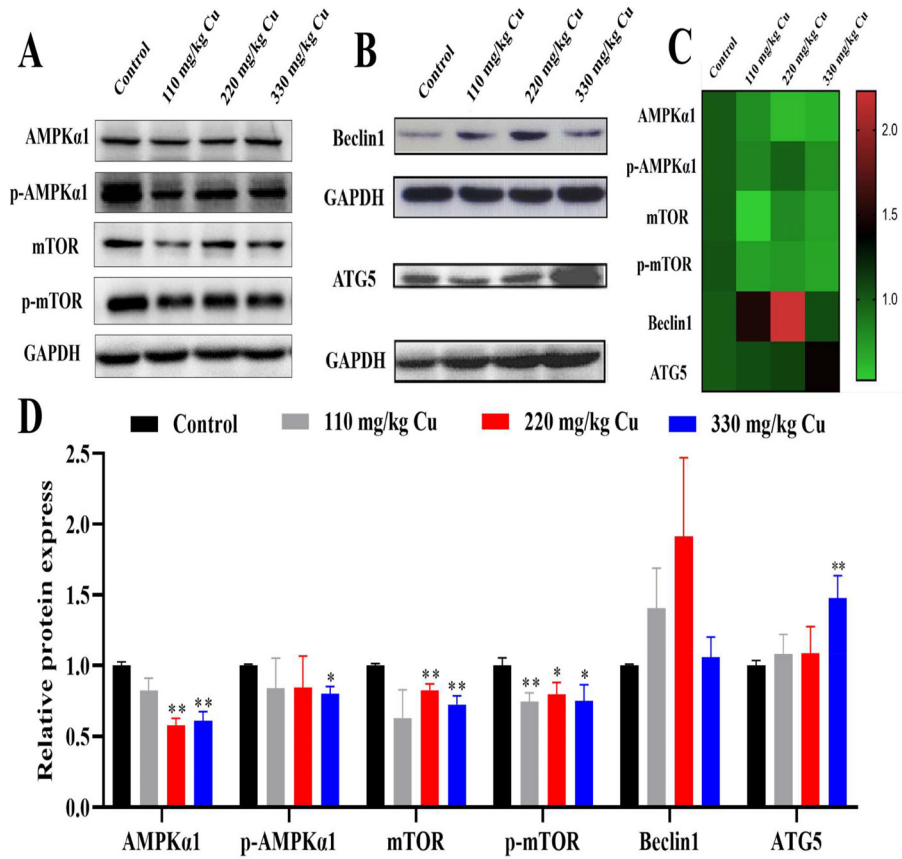 A
Control
110 mg/kg Cu
220 mg/kg Cu
330 mg/kg Cu
AMPKα1
p-AMPKα1
mTOR
p-mTOR
GAPDH
B
Control
110 mg/kg Cu
220 mg/kg Cu
330 mg/kg Cu
Beclin1
GAPDH
ATG5
GAPDH
C
Control
110 mg/kg Cu
220 mg/kg Cu
330 mg/kg Cu
AMPKα1
p-AMPKα1
mTOR
p-mTOR
Beclin1
ATG5
2.0
1.5
1.0
D
Control
110 mg/kg Cu
220 mg/kg Cu
330 mg/kg Cu
Relative protein express
2.5
2.0
1.5
1.0
0.5
0.0
** **
*
** **
** * *
**
AMPKα1
p-AMPKα1
mTOR
p-mTOR
Beclin1
ATG5